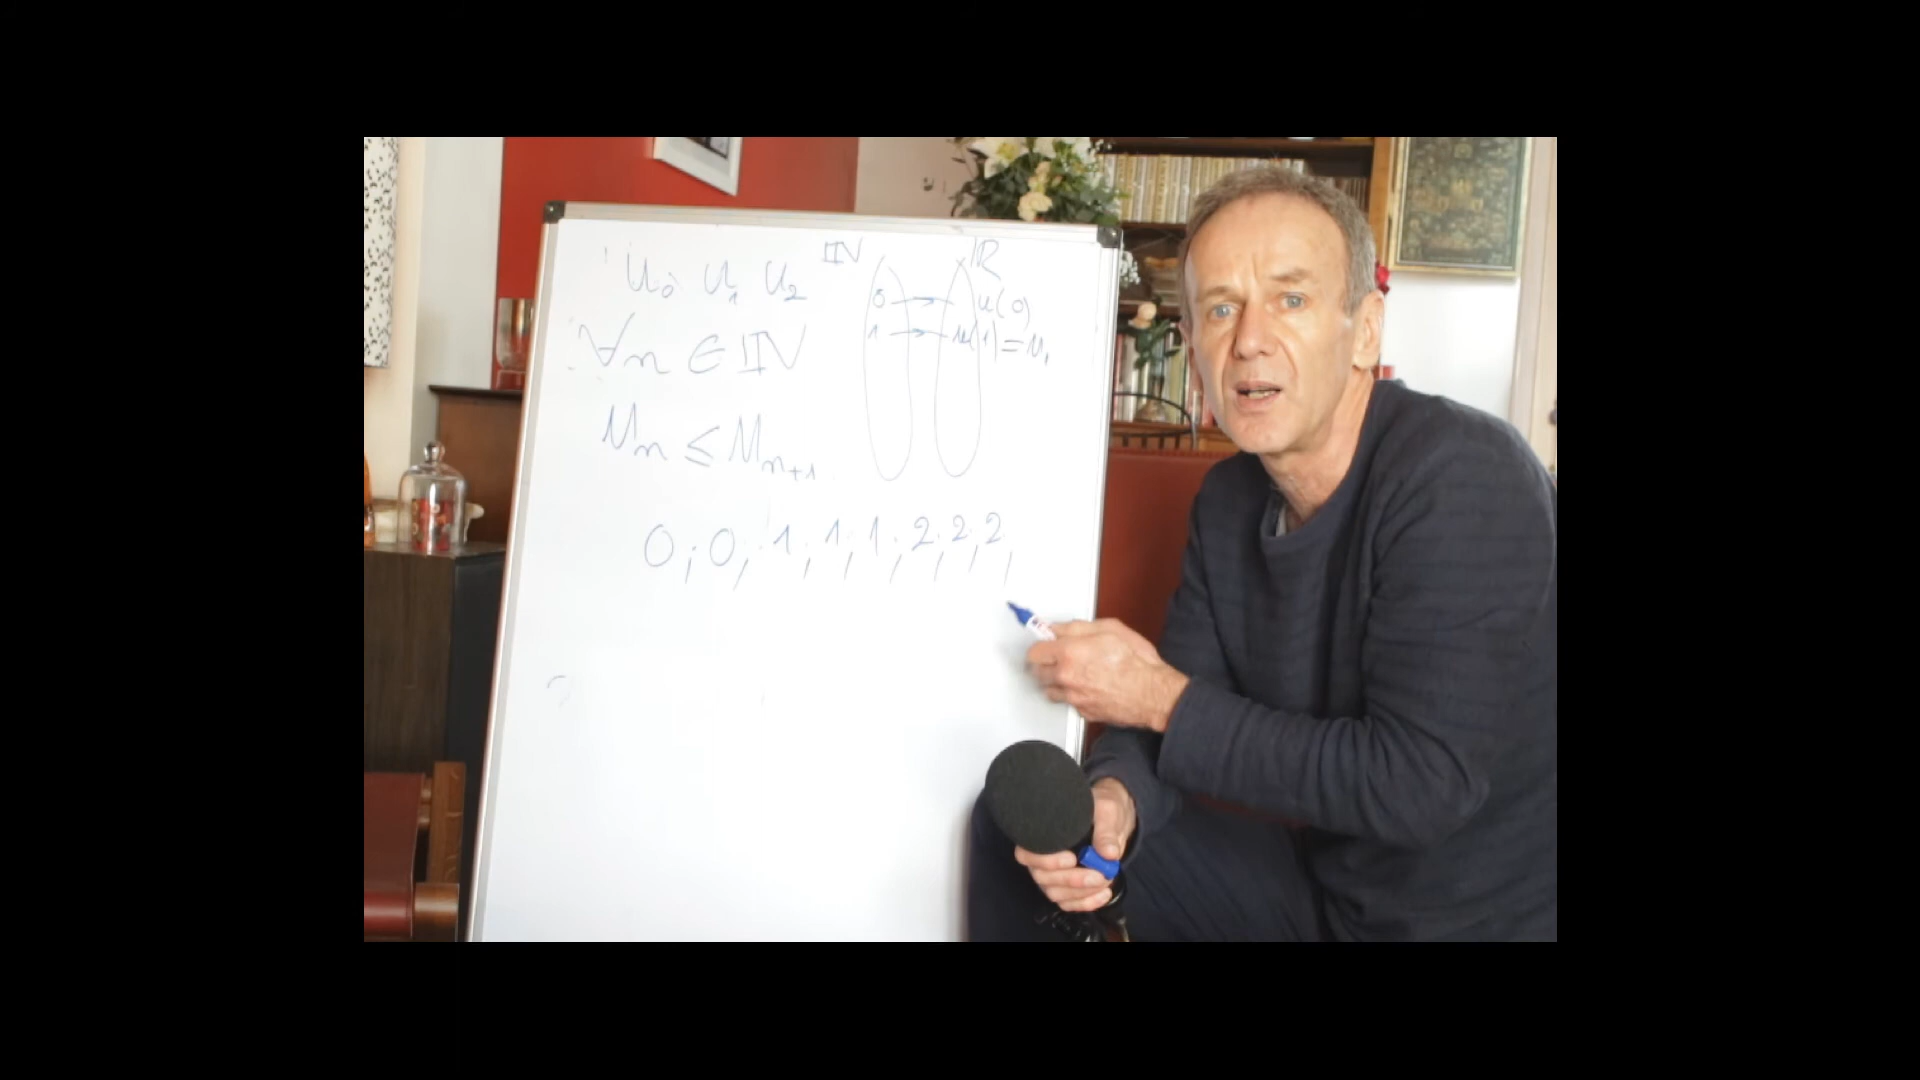 u₀ u₁ u₂
ℕ ℝ
0 → u(0)
1 → u(1) = u₁
∀n ∈ ℕ
uₙ ≤ uₙ₊₁
0, 0, 1, 1, 1, 2, 2, 2,